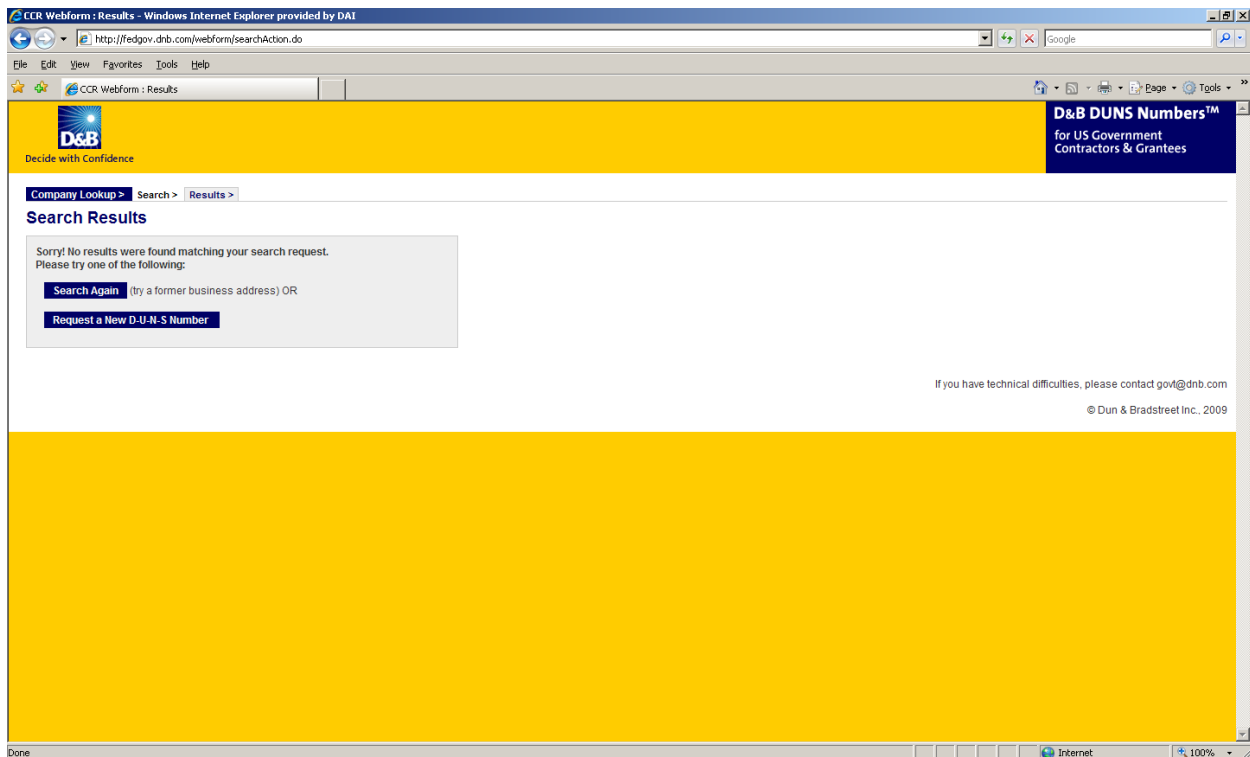 CCR Webform : Results - Windows Internet Explorer provided by DAI
http://fedgov.dnb.com/webform/searchAction.do
Google
File Edit View Favorites Tools Help
CCR Webform : Results
Page Tools »
D&B
Decide with Confidence
D&B DUNS Numbers™
for US Government
Contractors & Grantees
Company Lookup > Search > Results >
Search Results
Sorry! No results were found matching your search request.
Please try one of the following:
Search Again (try a former business address) OR
Request a New D-U-N-S Number
If you have technical difficulties, please contact govt@dnb.com
© Dun & Bradstreet Inc., 2009
Done Internet 100%